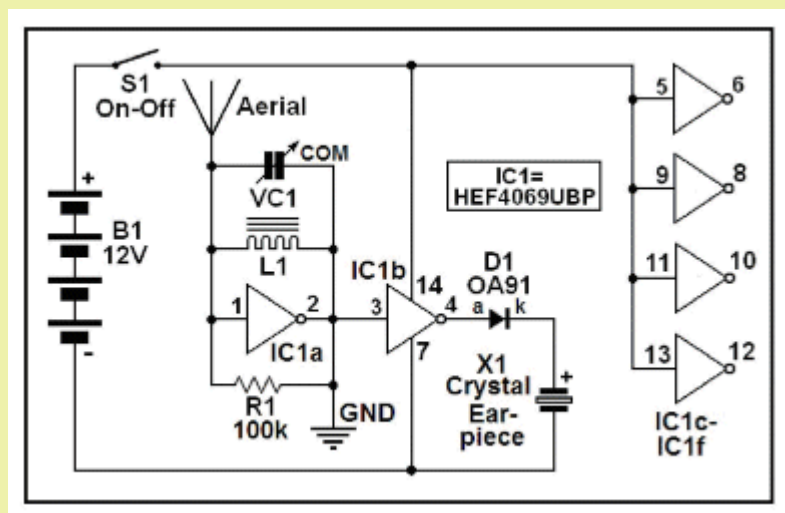 S1
On-Off
Aerial
COM
VC1
IC1=
HEF4069UBP
+
B1
12V
-
L1
IC1b
14
D1
OA91
a
k
1
2
3
4
IC1a
7
R1
100k
GND
X1
Crystal
Ear-
piece
+
5
6
9
8
11
10
13
12
IC1c-
IC1f